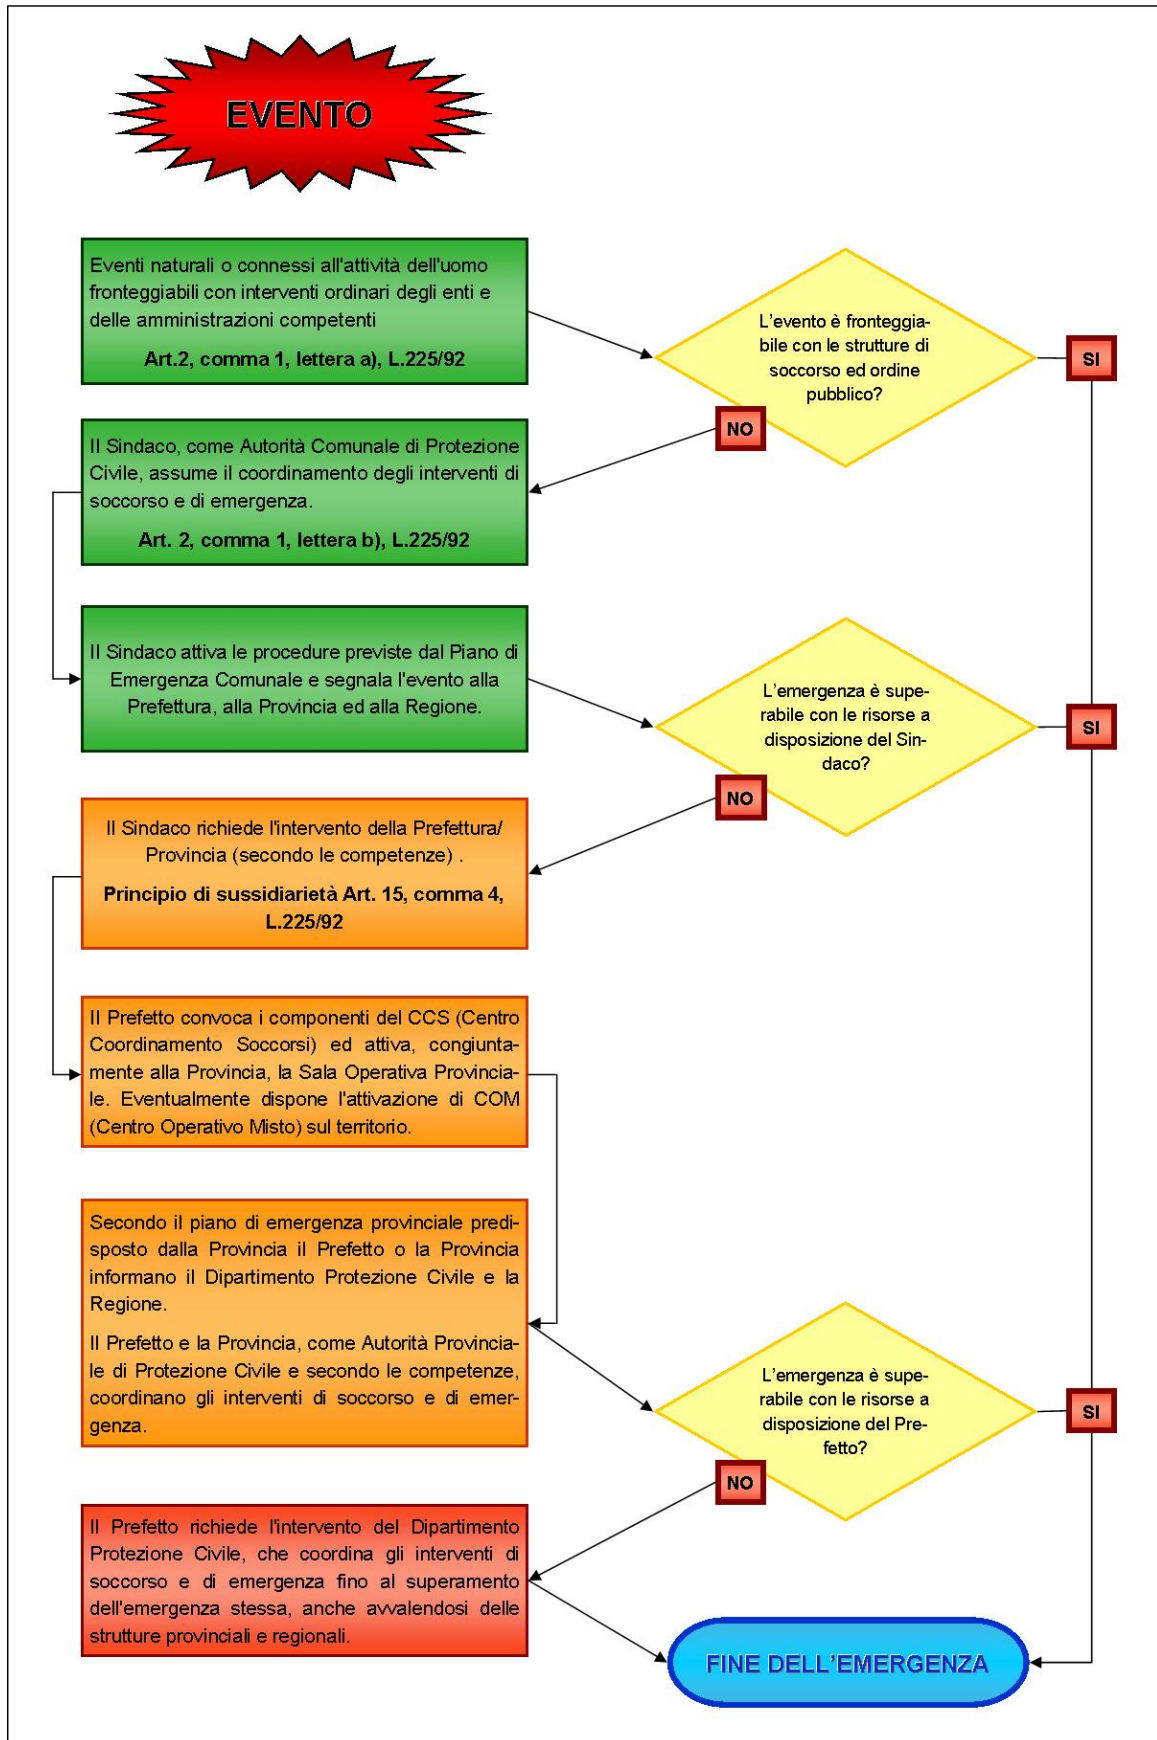 EVENTO
Eventi naturali o connessi all'attività dell'uomo
fronteggiabili con interventi ordinari degli enti e
delle amministrazioni competenti
Art.2, comma 1, lettera a), L.225/92
L'evento è fronteggia-
bile con le strutture di
soccorso ed ordine
pubblico?
SI
NO
Il Sindaco, come Autorità Comunale di Protezione
Civile, assume il coordinamento degli interventi di
soccorso e di emergenza.
Art. 2, comma 1, lettera b), L.225/92
Il Sindaco attiva le procedure previste dal Piano di
Emergenza Comunale e segnala l'evento alla
Prefettura, alla Provincia ed alla Regione.
L'emergenza è supe-
rabile con le risorse a
disposizione del Sin-
daco?
SI
NO
Il Sindaco richiede l'intervento della Prefettura/
Provincia (secondo le competenze) .
Principio di sussidiarietà Art. 15, comma 4,
L.225/92
Il Prefetto convoca i componenti del CCS (Centro
Coordinamento Soccorsi) ed attiva, congiunta-
mente alla Provincia, la Sala Operativa Provincia-
le. Eventualmente dispone l'attivazione di COM
(Centro Operativo Misto) sul territorio.
Secondo il piano di emergenza provinciale predi-
sposto dalla Provincia il Prefetto o la Provincia
informano il Dipartimento Protezione Civile e la
Regione.
Il Prefetto e la Provincia, come Autorità Provincia-
le di Protezione Civile e secondo le competenze,
coordinano gli interventi di soccorso e di emer-
genza.
L'emergenza è supe-
rabile con le risorse a
disposizione del Pre-
fetto?
SI
NO
Il Prefetto richiede l'intervento del Dipartimento
Protezione Civile, che coordina gli interventi di
soccorso e di emergenza fino al superamento
dell'emergenza stessa, anche avvalendosi delle
strutture provinciali e regionali.
FINE DELL'EMERGENZA